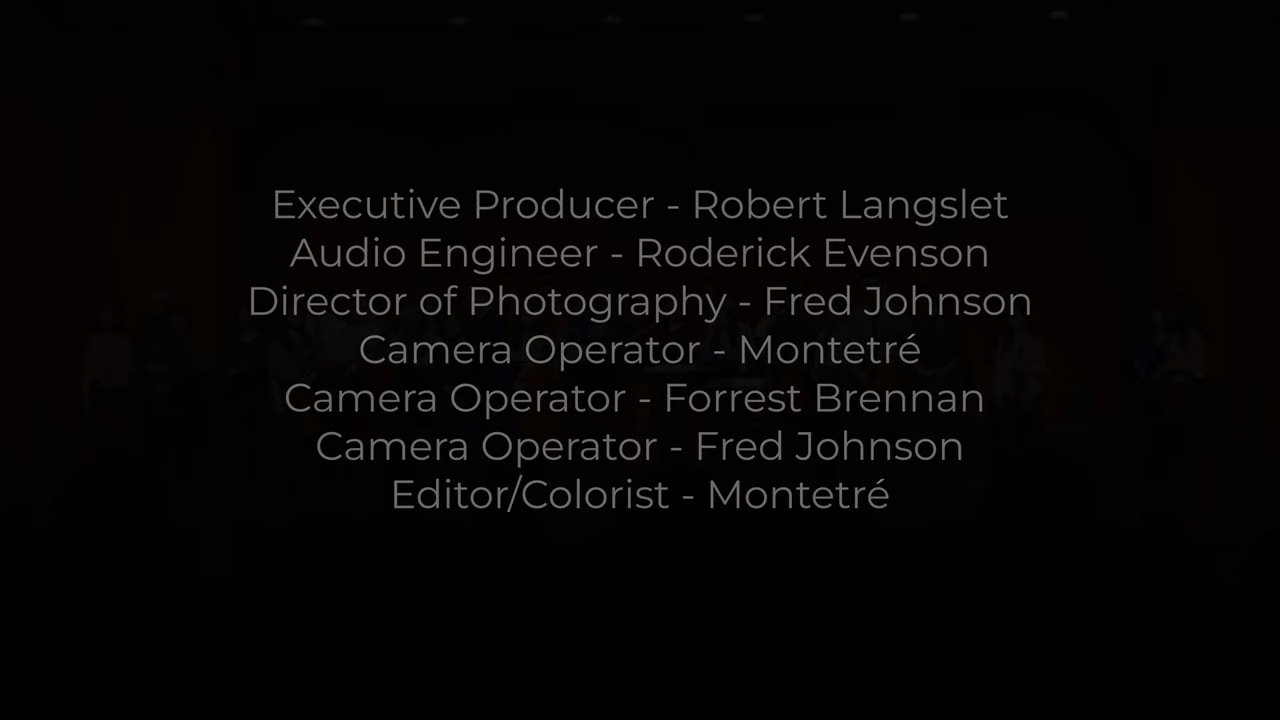 Executive Producer - Robert Langslet
Audio Engineer - Roderick Evenson
Director of Photography - Fred Johnson
Camera Operator - Montetré
Camera Operator - Forrest Brennan
Camera Operator - Fred Johnson
Editor/Colorist - Montetré